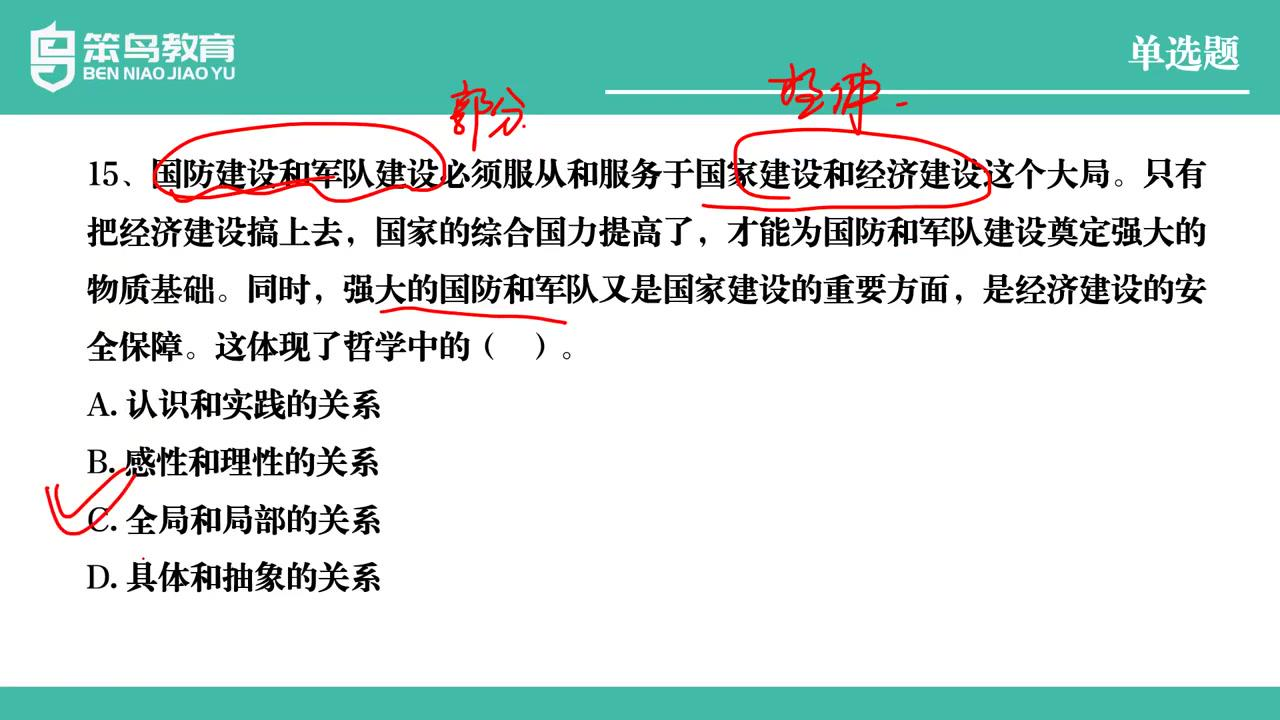 笨鸟教育
BEN NIAO JIAO YU
单选题
部分
整体
15、国防建设和军队建设必须服从和服务于国家建设和经济建设这个大局。只有
把经济建设搞上去，国家的综合国力提高了，才能为国防和军队建设奠定强大的
物质基础。同时，强大的国防和军队又是国家建设的重要方面，是经济建设的安
全保障。这体现了哲学中的（　）。
A. 认识和实践的关系
B. 感性和理性的关系
C. 全局和局部的关系
D. 具体和抽象的关系